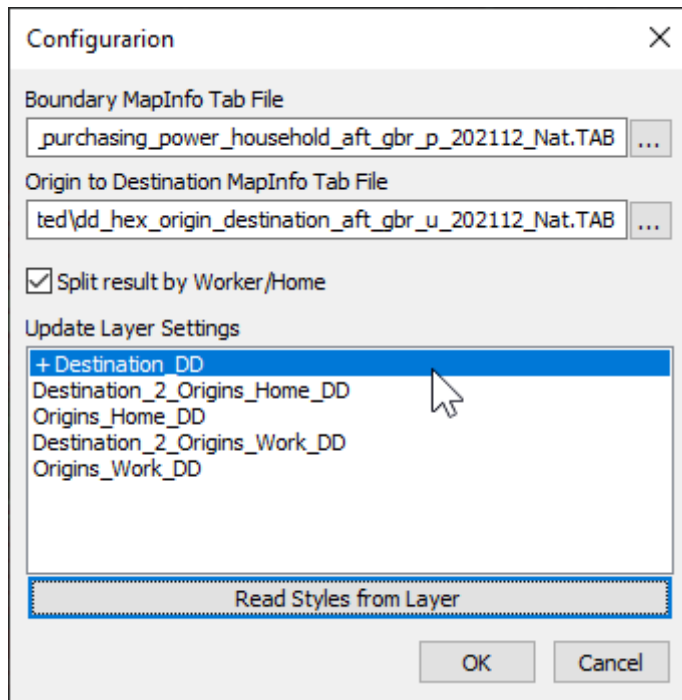 Configurarion
Boundary MapInfo Tab File
_purchasing_power_household_aft_gbr_p_202112_Nat.TAB ...
Origin to Destination MapInfo Tab File
ted\dd_hex_origin_destination_aft_gbr_u_202112_Nat.TAB ...
Split result by Worker/Home
Update Layer Settings
+ Destination_DD
Destination_2_Origins_Home_DD
Origins_Home_DD
Destination_2_Origins_Work_DD
Origins_Work_DD
Read Styles from Layer
OK Cancel